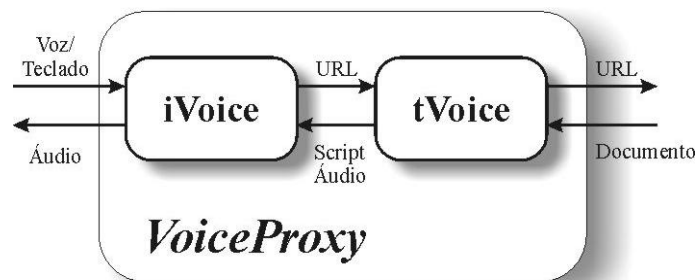 Voz/
Teclado
URL
URL
iVoice
tVoice
Áudio
Script
Áudio
Documento
VoiceProxy